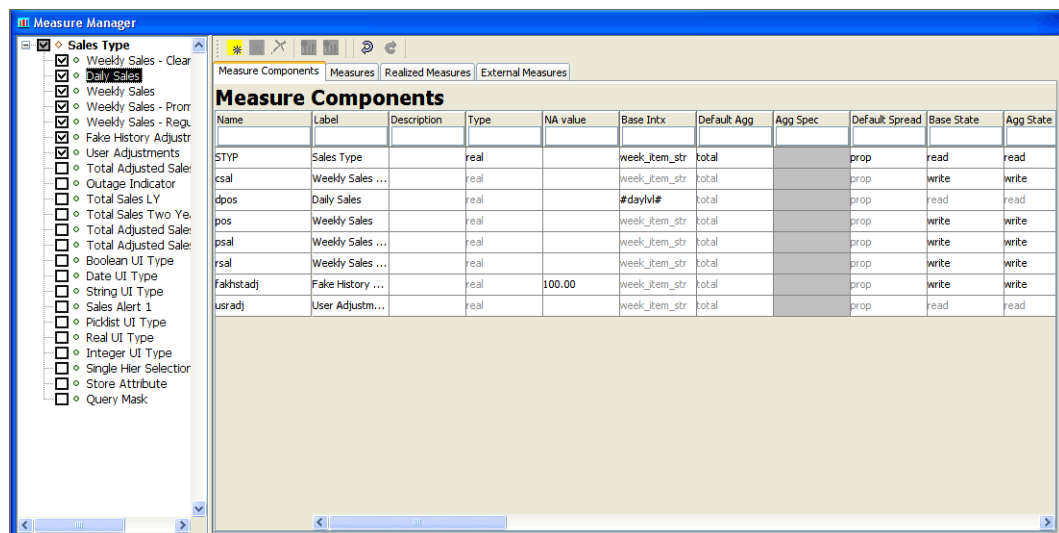 Measure Manager
Sales Type
Weekly Sales - Clear
Daily Sales
Weekly Sales
Weekly Sales - Prom
Weekly Sales - Regu
Fake History Adjustr
User Adjustments
Total Adjusted Sale
Outage Indicator
Total Sales LY
Total Sales Two Ye
Total Adjusted Sale
Total Adjusted Sale
Boolean UI Type
Date UI Type
String UI Type
Sales Alert 1
Picklist UI Type
Real UI Type
Integer UI Type
Single Hier Selection
Store Attribute
Query Mask
Measure Components Measures Realized Measures External Measures
Measure Components
Name Label Description Type NA value Base Intx Default Agg Agg Spec Default Spread Base State Agg State
STYP Sales Type real week_item_str total prop read read
csal Weekly Sales ... real week_item_str total prop write write
dpos Daily Sales real #daylvl# total prop read read
pos Weekly Sales real week_item_str total prop write write
psal Weekly Sales ... real week_item_str total prop write write
rsal Weekly Sales ... real week_item_str total prop write write
fakhstadj Fake History ... real 100.00 week_item_str total prop write write
usradj User Adjustm... real week_item_str total prop read read